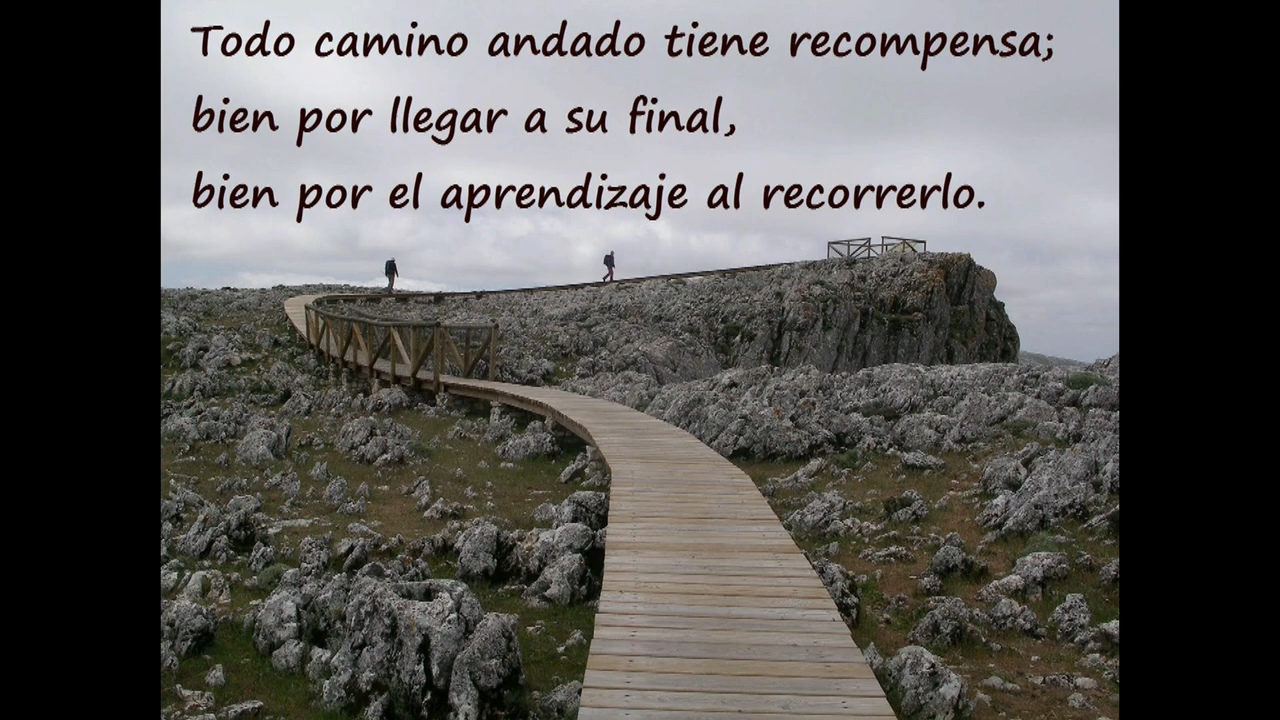 Todo camino andado tiene recompensa;
bien por llegar a su final,
bien por el aprendizaje al recorrerlo.